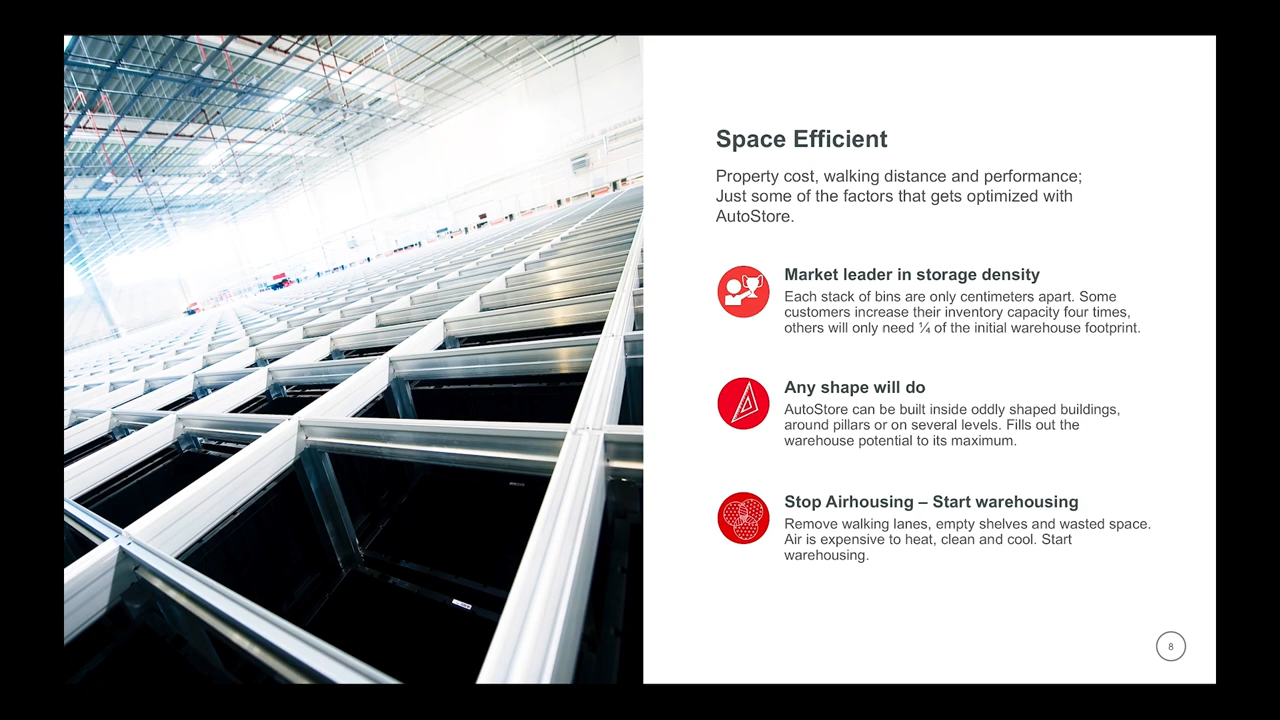 Space Efficient
Property cost, walking distance and performance;
Just some of the factors that gets optimized with
AutoStore.
Market leader in storage density
Each stack of bins are only centimeters apart. Some
customers increase their inventory capacity four times,
others will only need ¼ of the initial warehouse footprint.
Any shape will do
AutoStore can be built inside oddly shaped buildings,
around pillars or on several levels. Fills out the
warehouse potential to its maximum.
Stop Airhousing – Start warehousing
Remove walking lanes, empty shelves and wasted space.
Air is expensive to heat, clean and cool. Start
warehousing.
8